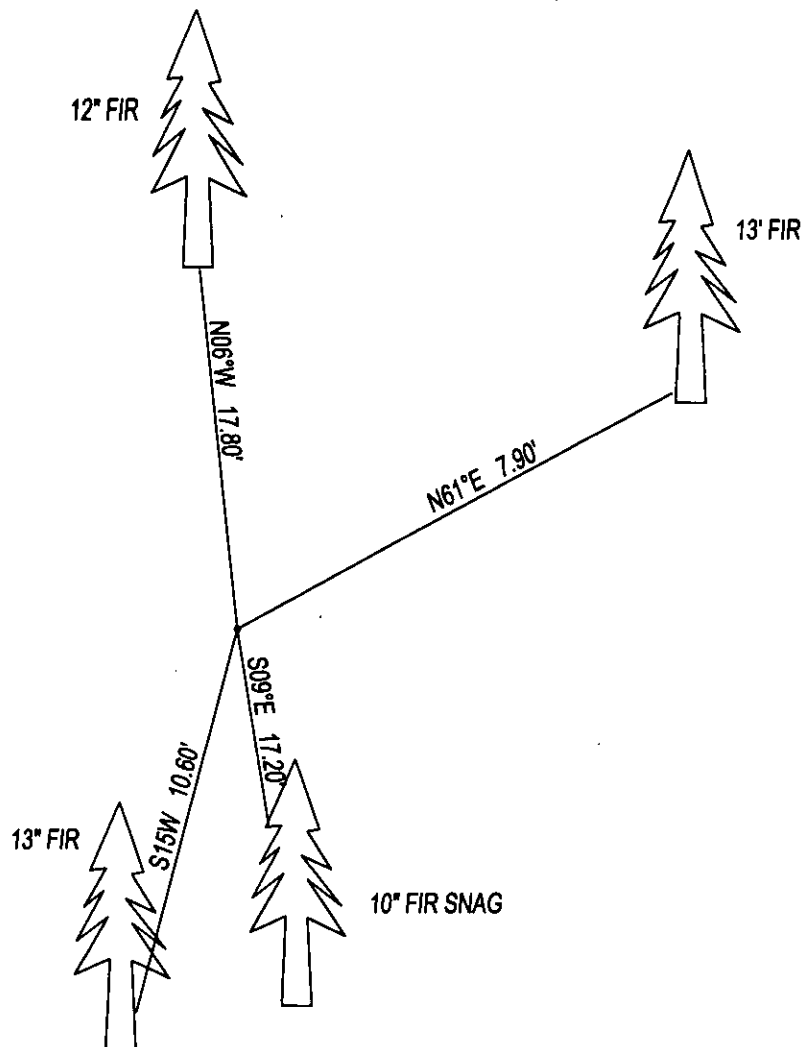 12" FIR
13' FIR
N06°W 17.80'
N61°E 7.90'
S09°E 17.20'
S15W 10.60'
13" FIR
10" FIR SNAG